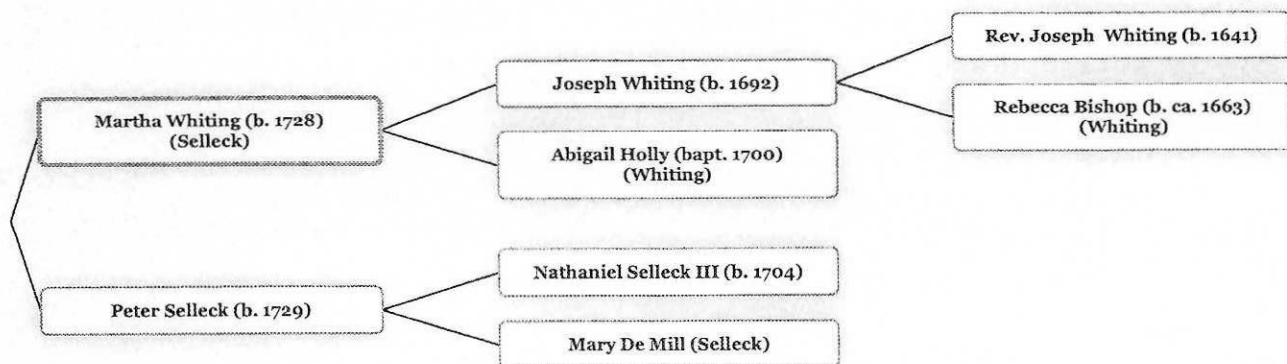 Rev. Joseph Whiting (b. 1641)
Joseph Whiting (b. 1692)
Rebecca Bishop (b. ca. 1663)
(Whiting)
Martha Whiting (b. 1728)
(Selleck)
Abigail Holly (bapt. 1700)
(Whiting)
Nathaniel Selleck III (b. 1704)
Peter Selleck (b. 1729)
Mary De Mill (Selleck)